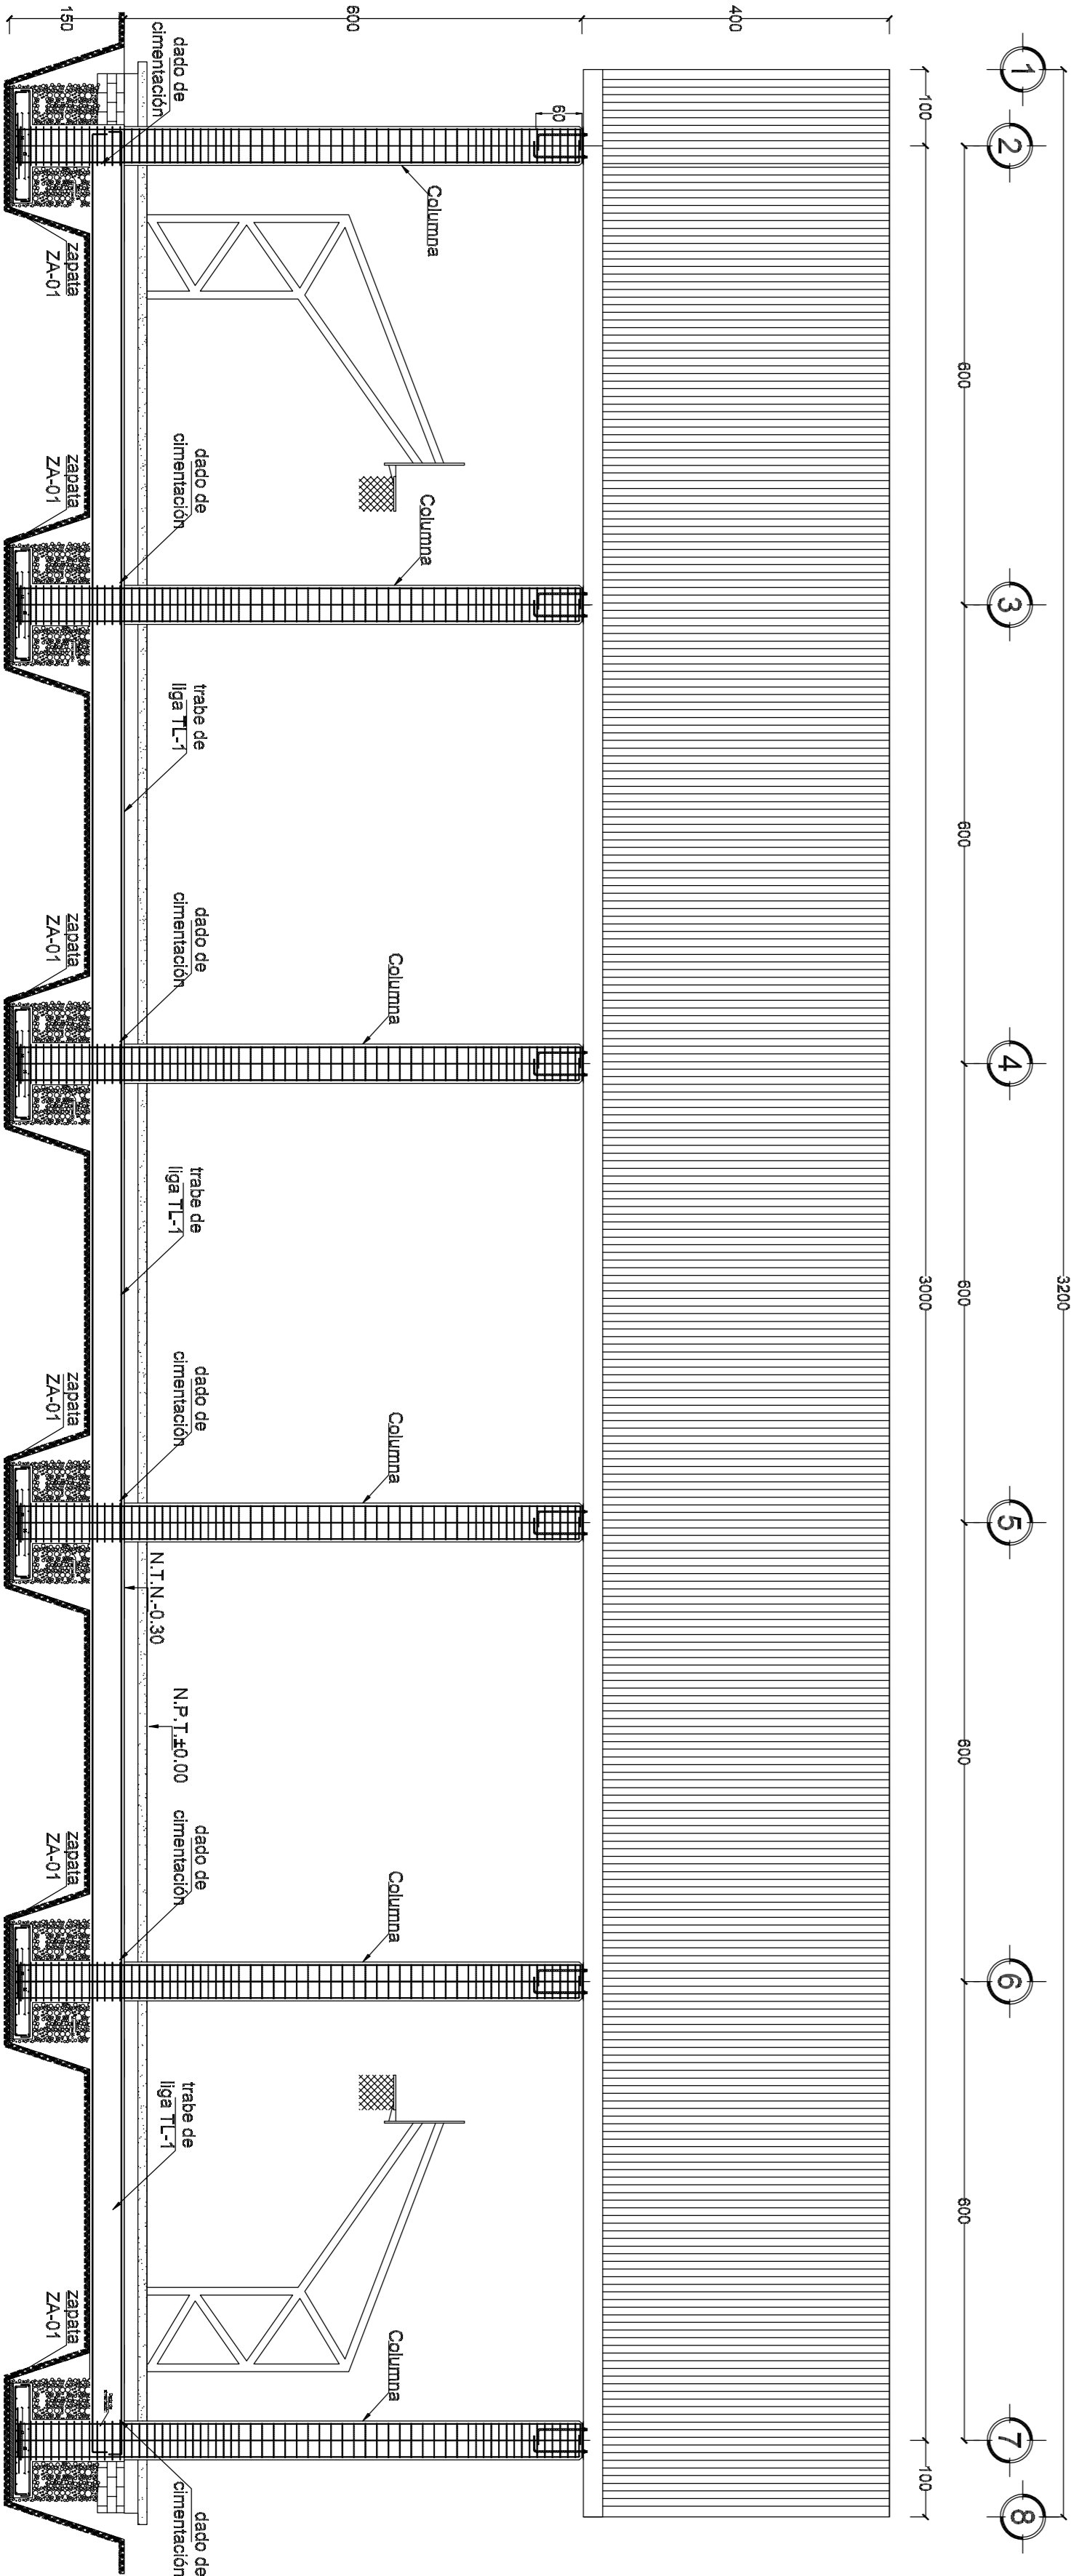 1
2
3
4
5
6
7
8
3200
600
600
600
600
600
100
3000
100
400
600
150
60
Columna
Columna
Columna
Columna
Columna
Columna
dado de
cimentación
dado de
cimentación
dado de
cimentación
dado de
cimentación
dado de
cimentación
dado de
cimentación
trabe de
liga TL-1
trabe de
liga TL-1
trabe de
liga TL-1
N.T.N.-0.30
N.P.T.±0.00
zapata
ZA-01
zapata
ZA-01
zapata
ZA-01
zapata
ZA-01
zapata
ZA-01
zapata
ZA-01